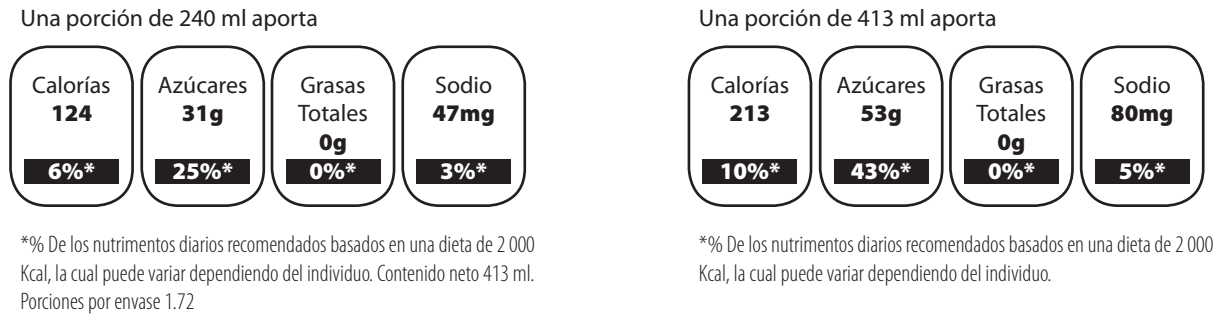 Una porción de 240 ml aporta
Calorías
124
6%*
Azúcares
31g
25%*
Grasas
Totales
0g
0%*
Sodio
47mg
3%*
*% De los nutrimentos diarios recomendados basados en una dieta de 2 000
Kcal, la cual puede variar dependiendo del individuo. Contenido neto 413 ml.
Porciones por envase 1.72
Una porción de 413 ml aporta
Calorías
213
10%*
Azúcares
53g
43%*
Grasas
Totales
0g
0%*
Sodio
80mg
5%*
*% De los nutrimentos diarios recomendados basados en una dieta de 2 000
Kcal, la cual puede variar dependiendo del individuo.